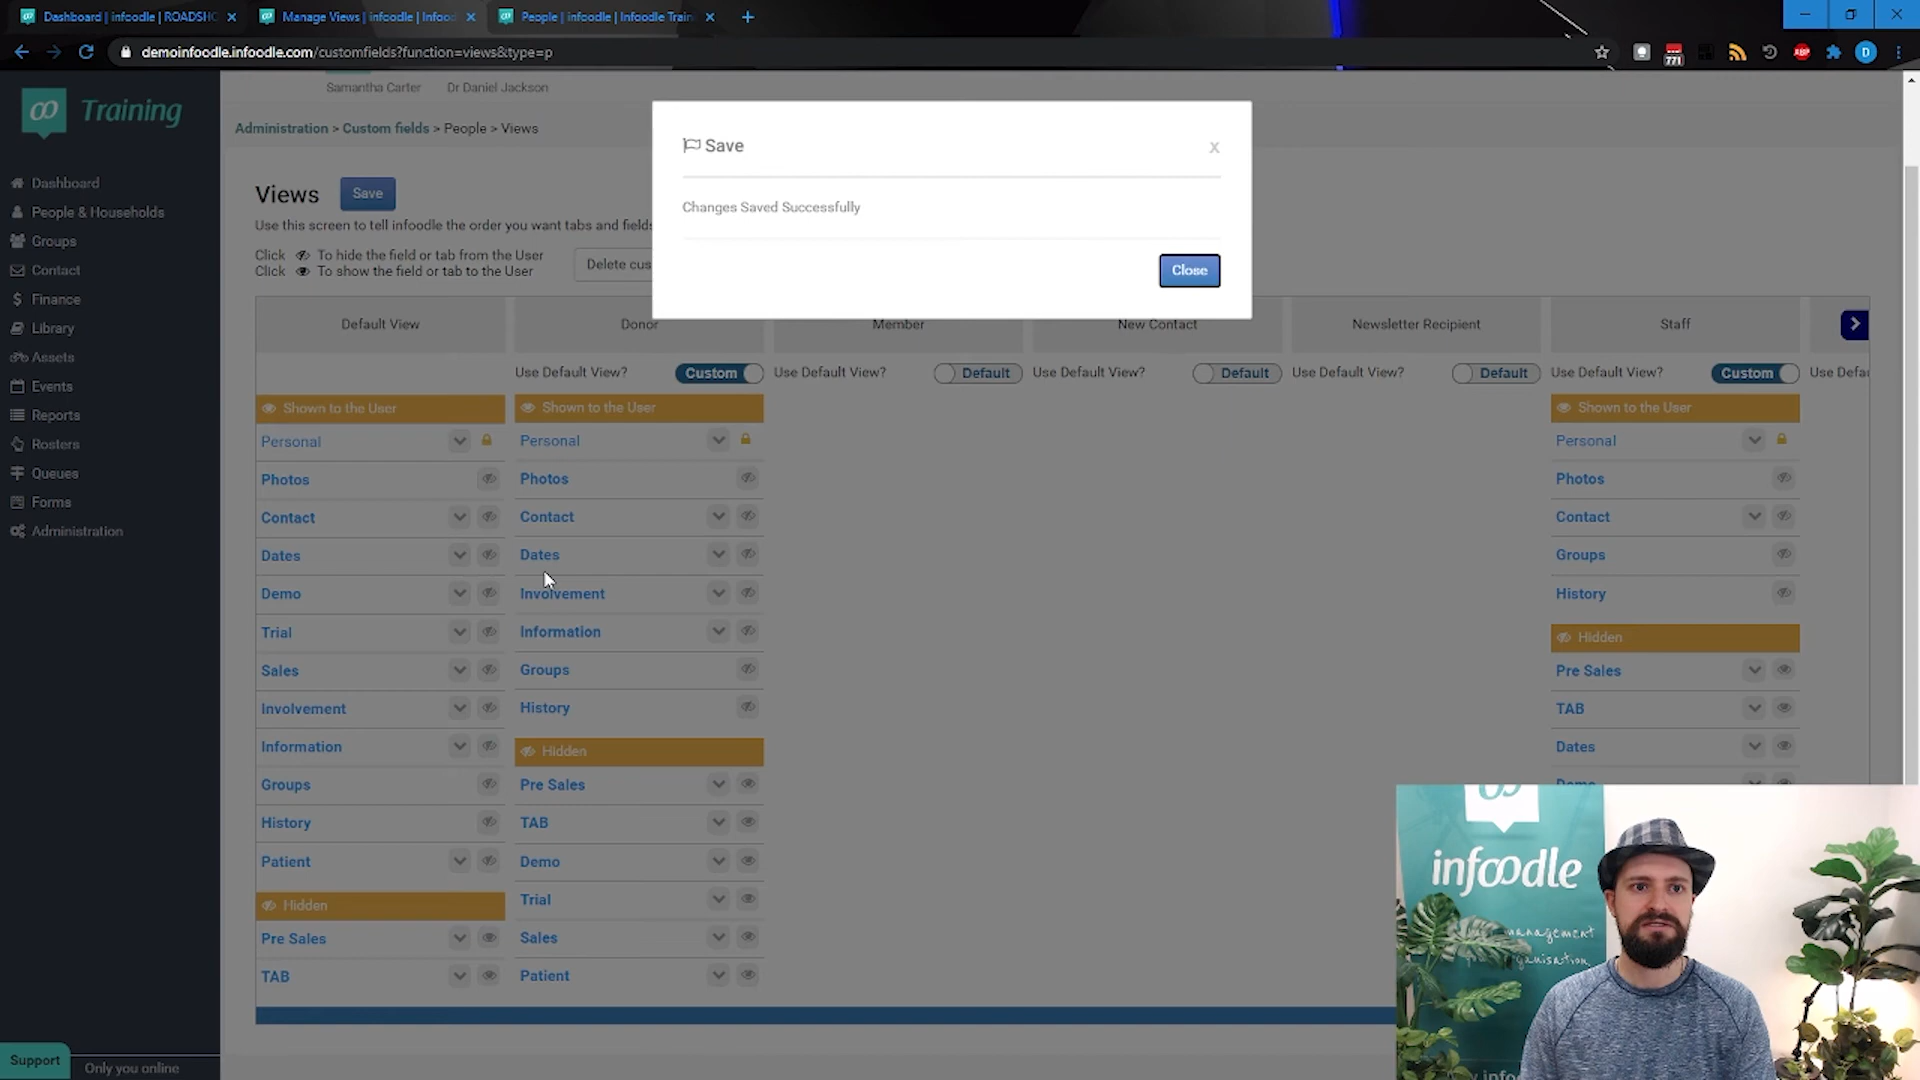 Dashboard | infoodle | ROADSHO
Manage Views | infoodle | Infood
People | infoodle | Infoodle Train
demoinfoodle.infoodle.com/customfields?function=views&type=p
771
ABP
D
Training
Samantha Carter
Dr Daniel Jackson
Administration > Custom fields > People > Views
Dashboard
People & Households
Groups
Contact
Finance
Library
Assets
Events
Reports
Rosters
Queues
Forms
Administration
Views
Save
Use this screen to tell infoodle the order you want tabs and fields
Click To hide the field or tab from the User
Click To show the field or tab to the User
Delete cus
Save
x
Changes Saved Successfully
Close
Default View
Donor
Member
New Contact
Newsletter Recipient
Staff
Use Default View? Custom
Use Default View? Default
Use Default View? Default
Use Default View? Default
Use Default View? Custom
Use Defau
Shown to the User
Personal
Photos
Contact
Dates
Demo
Trial
Sales
Involvement
Information
Groups
History
Patient
Hidden
Pre Sales
TAB
Shown to the User
Personal
Photos
Contact
Dates
Involvement
Information
Groups
History
Hidden
Pre Sales
TAB
Demo
Trial
Sales
Patient
Shown to the User
Personal
Photos
Contact
Groups
History
Hidden
Pre Sales
TAB
Dates
Demo
infoodle
management
ganisation.
Support
Only you online